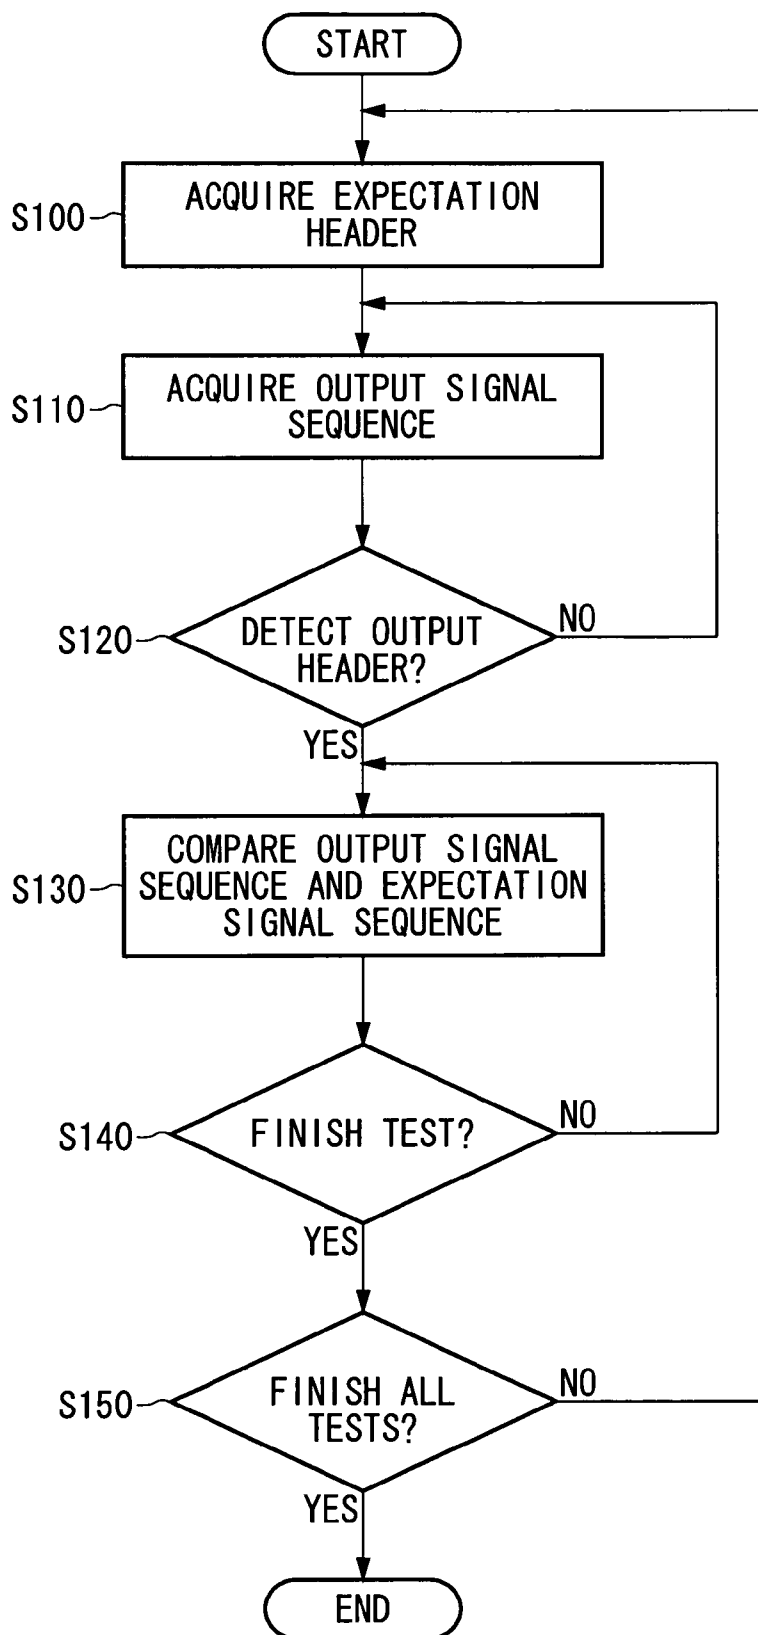 START
S100
ACQUIRE EXPECTATION
HEADER
S110
ACQUIRE OUTPUT SIGNAL
SEQUENCE
S120
DETECT OUTPUT
HEADER?
NO
YES
S130
COMPARE OUTPUT SIGNAL
SEQUENCE AND EXPECTATION
SIGNAL SEQUENCE
S140
FINISH TEST?
NO
YES
S150
FINISH ALL
TESTS?
NO
YES
END